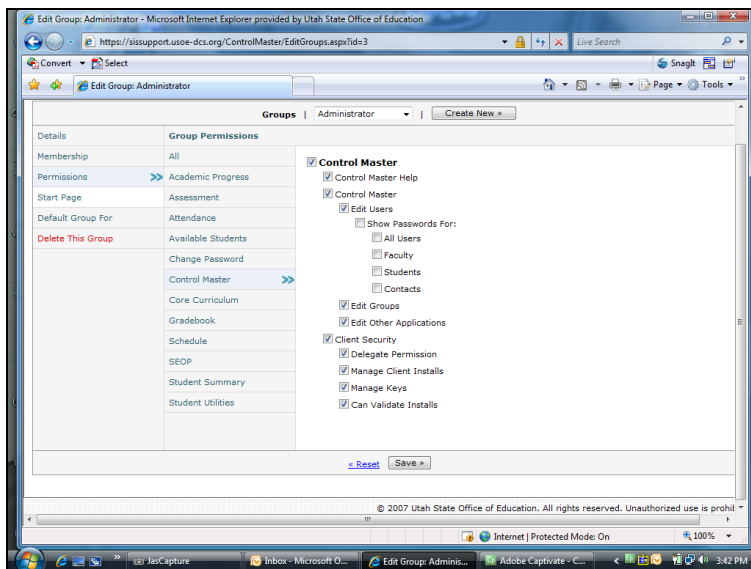 Edit Group: Administrator - Microsoft Internet Explorer provided by Utah State Office of Education
https://sissupport.usoe-dcs.org/ControlMaster/EditGroups.aspx?id=3
Live Search
Convert Select
SnagIt
Edit Group: Administrator
Page Tools
Groups | Administrator | Create New »
Details
Membership
Permissions
Start Page
Default Group For
Delete This Group
Group Permissions
All
Academic Progress
Assessment
Attendance
Available Students
Change Password
Control Master
Core Curriculum
Gradebook
Schedule
SEOP
Student Summary
Student Utilities
Control Master
Control Master Help
Control Master
Edit Users
Show Passwords For:
All Users
Faculty
Students
Contacts
Edit Groups
Edit Other Applications
Client Security
Delegate Permission
Manage Client Installs
Manage Keys
Can Validate Installs
« Reset Save »
© 2007 Utah State Office of Education. All rights reserved. Unauthorized use is prohib
Internet | Protected Mode: On 100%
JasCapture Inbox - Microsoft O... Edit Group: Adminis... Adobe Captivate - C... 3:42 PM